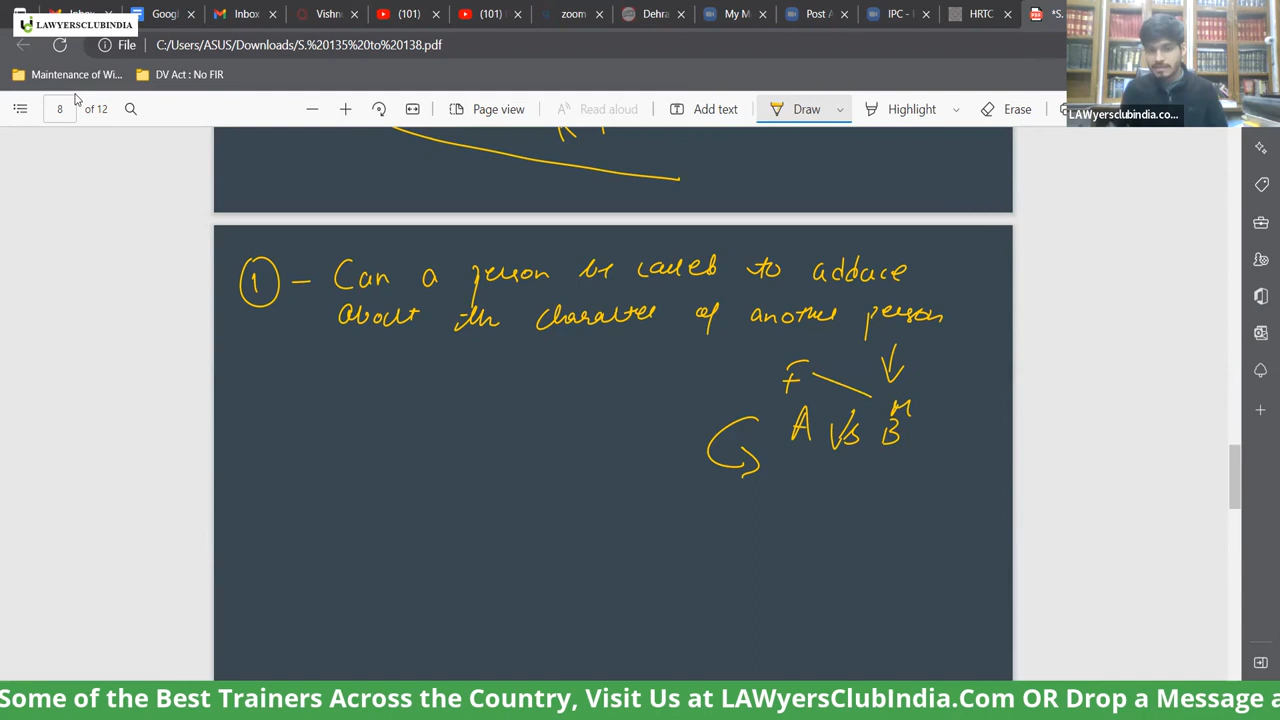 Googl
Inbox
Inbox
Vishr
(101)
(101)
nom
Dehra
My A
Post A
IPC -
HRTC
*S.
LAWYERSCLUBINDIA
File
C:/Users/ASUS/Downloads/S.%20135%20to%20138.pdf
Maintenance of Wi...
DV Act : No FIR
8 of 12
Page view
Read aloud
Add text
Draw
Highlight
Erase
LAWyersclubindia.co...
1 - Can a person be called to adduce
about the character of another person
F
M
A Vs B
Some of the Best Trainers Across the Country, Visit Us at LAWyersClubIndia.Com OR Drop a Message a